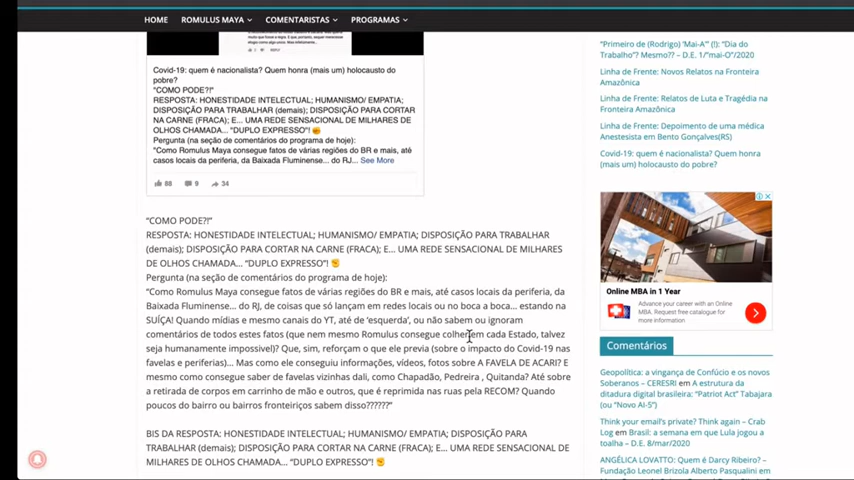 HOME ROMULUS MAYA COMENTARISTAS PROGRAMAS
Covid-19: quem é nacionalista? Quem honra (mais um) holocausto do
pobre?
"COMO PODE?!"
RESPOSTA: HONESTIDADE INTELECTUAL; HUMANISMO/ EMPATIA;
DISPOSIÇÃO PARA TRABALHAR (demais); DISPOSIÇÃO PARA CORTAR
NA CARNE (FRACA); E... UMA REDE SENSACIONAL DE MILHARES DE
OLHOS CHAMADA... "DUPLO EXPRESSO"! ✊
Pergunta (na seção de comentários do programa de hoje):
"Como Romulus Maya consegue fatos de várias regiões do BR e mais, até
casos locais da periferia, da Baixada Fluminense... do RJ,... See More
88 9 34
“COMO PODE?!”
RESPOSTA: HONESTIDADE INTELECTUAL; HUMANISMO/ EMPATIA; DISPOSIÇÃO PARA TRABALHAR
(demais); DISPOSIÇÃO PARA CORTAR NA CARNE (FRACA); E... UMA REDE SENSACIONAL DE MILHARES
DE OLHOS CHAMADA... “DUPLO EXPRESSO”! ✊
Pergunta (na seção de comentários do programa de hoje):
“Como Romulus Maya consegue fatos de várias regiões do BR e mais, até casos locais da periferia, da
Baixada Fluminense... do RJ, de coisas que só lançam em redes locais ou no boca a boca... estando na
SUÍÇA! Quando mídias e mesmo canais do YT, até de ‘esquerda’, ou não sabem ou ignoram
comentários de todos estes fatos (que nem mesmo Romulus consegue colher em cada Estado, talvez
seja humanamente impossível)? Que, sim, reforçam o que ele previa (sobre o impacto do Covid-19 nas
favelas e periferias)... Mas como ele conseguiu informações, vídeos, fotos sobre A FAVELA DE ACARI? E
mesmo como consegue saber de favelas vizinhas dali, como Chapadão, Pedreira , Quitanda? Até sobre
a retirada de corpos em carrinho de mão e outros, que é reprimida nas ruas pela RECOM? Quando
poucos do bairro ou bairros fronteiriços sabem disso??????”
BIS DA RESPOSTA: HONESTIDADE INTELECTUAL; HUMANISMO/ EMPATIA; DISPOSIÇÃO PARA
TRABALHAR (demais); DISPOSIÇÃO PARA CORTAR NA CARNE (FRACA); E... UMA REDE SENSACIONAL DE
MILHARES DE OLHOS CHAMADA... “DUPLO EXPRESSO”! ✊
“Primeiro de (Rodrigo) ‘Mai-A’” (!): “Dia do
Trabalho”? Mesmo?? – D.E. 1/“mai-O”/2020
Linha de Frente: Novos Relatos na Fronteira
Amazônica
Linha de Frente: Relatos de Luta e Tragédia na
Fronteira Amazônica
Linha de Frente: Depoimento de uma médica
Anestesista em Bento Gonçalves(RS)
Covid-19: quem é nacionalista? Quem honra
(mais um) holocausto do pobre?
Online MBA in 1 Year
Advance your career with an Online
MBA. Request free catalogue for
more information.
Comentários
Geopolítica: a vingança de Confúcio e os novos
Soberanos – CERESRI em A estrutura da
ditadura digital brasileira: “Patriot Act” Tabajara
(ou “Novo AI-5”)
Think your email's private? Think again – Crab
Log em Brasil: a semana em que Lula jogou a
toalha – D.E. 8/mar/2020
ANGÉLICA LOVATTO: Quem é Darcy Ribeiro? –
Fundação Leonel Brizola Alberto Pasqualini em